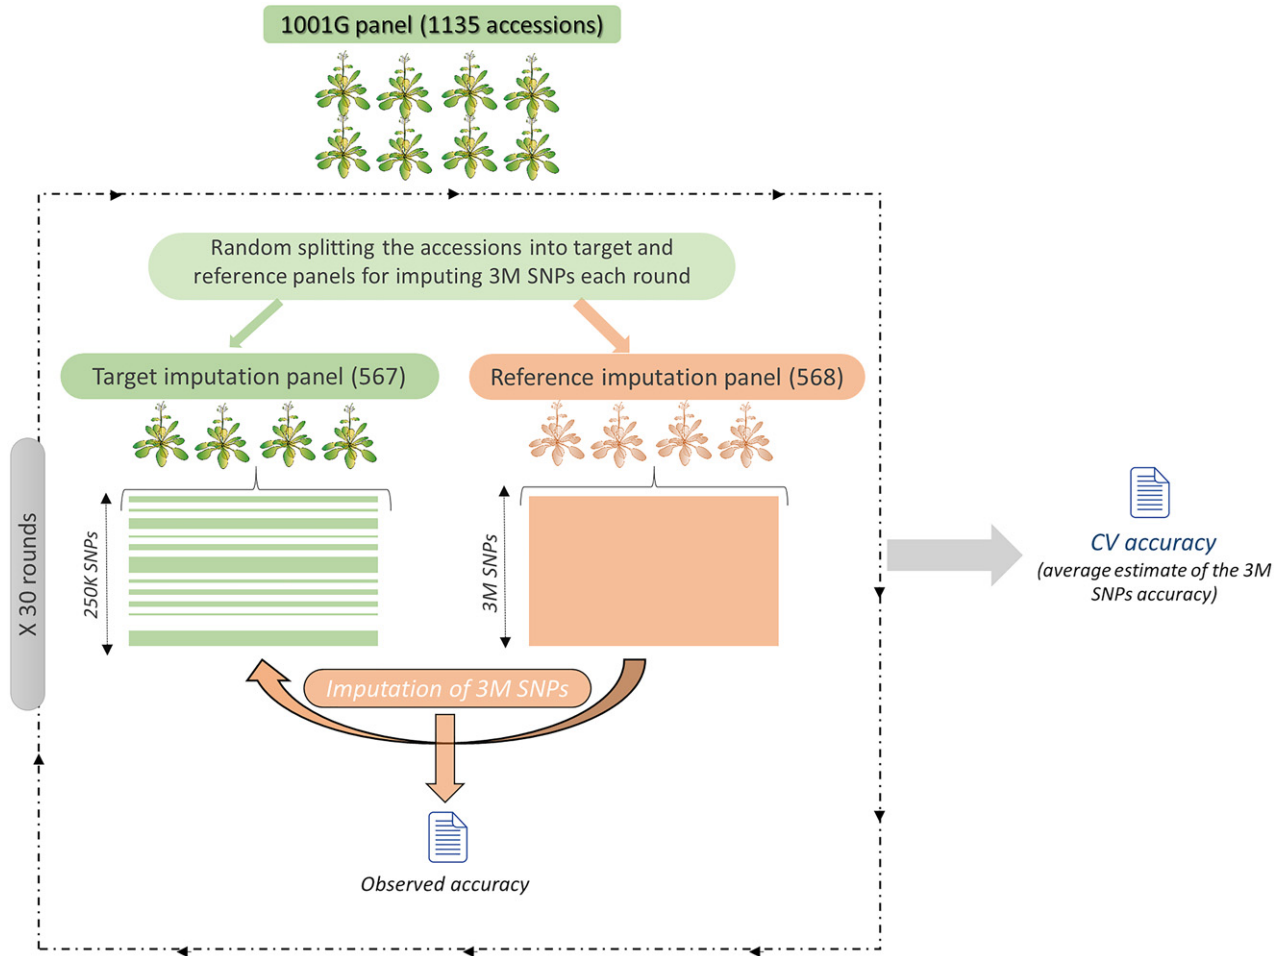 1001G panel (1135 accessions)
Random splitting the accessions into target and
reference panels for imputing 3M SNPs each round
Target imputation panel (567)
Reference imputation panel (568)
X 30 rounds
250K SNPs
3M SNPs
CV accuracy
(average estimate of the 3M
SNPs accuracy)
Imputation of 3M SNPs
Observed accuracy